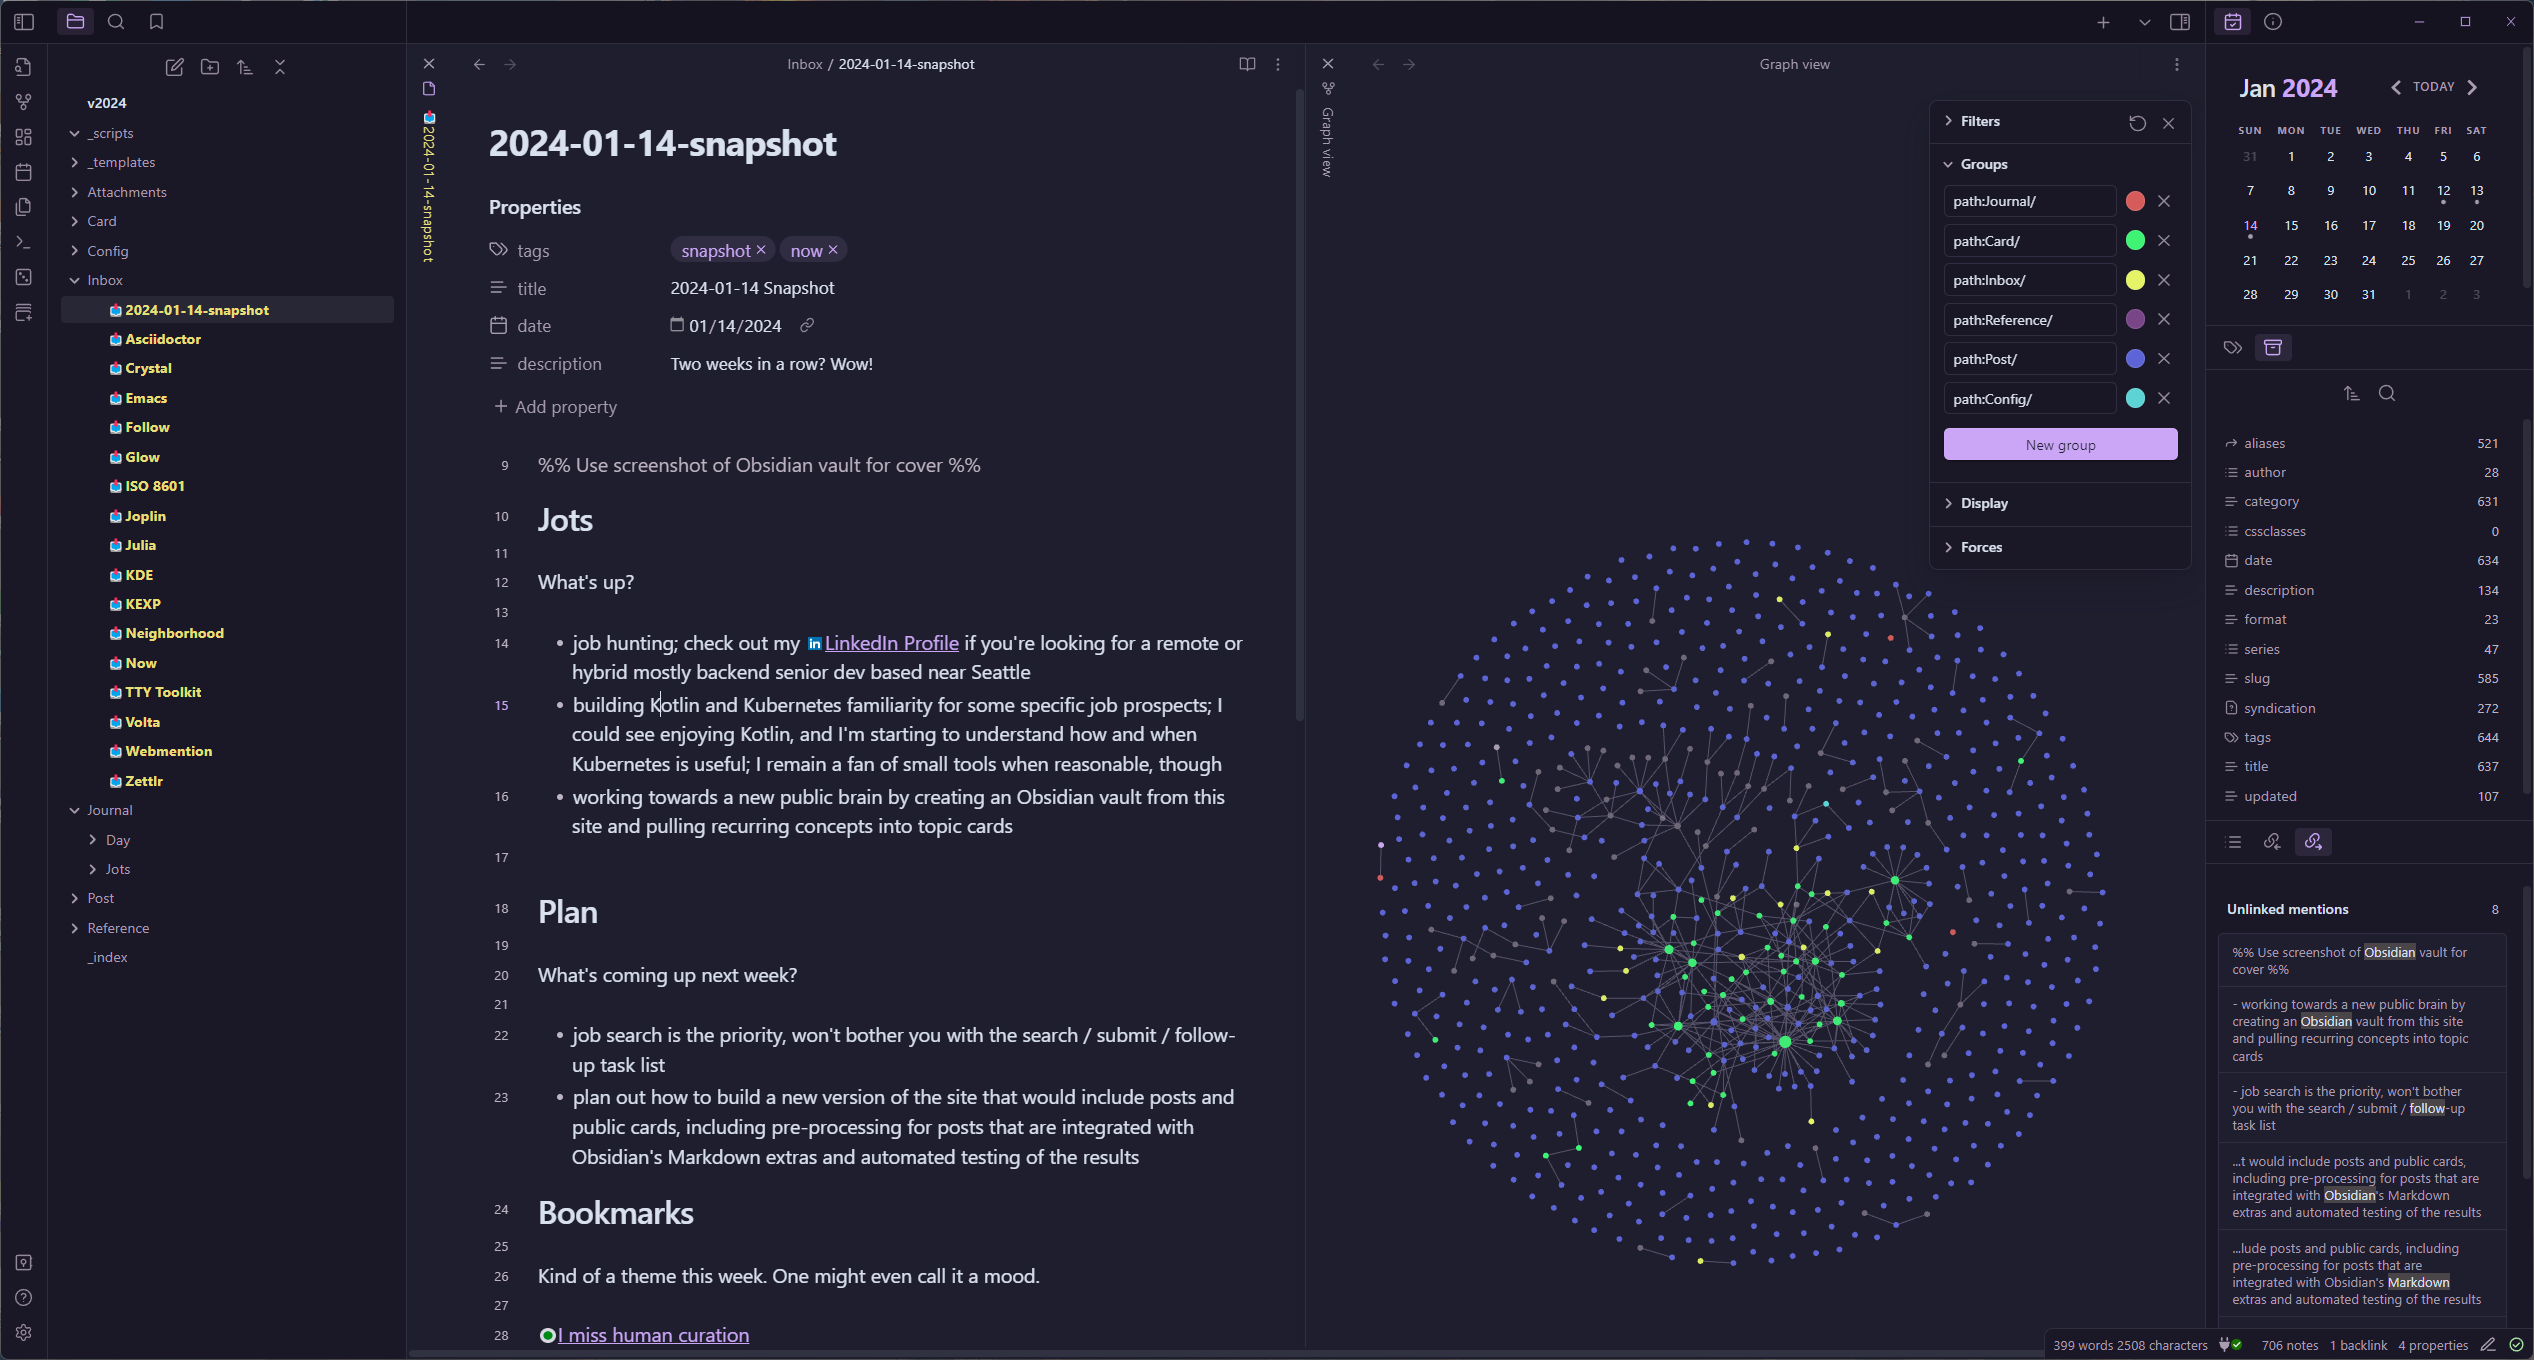 v2024
_scripts
_templates
Attachments
Card
Config
Inbox
2024-01-14-snapshot
Asciidoctor
Crystal
Emacs
Follow
Glow
ISO 8601
Joplin
Julia
KDE
KEXP
Neighborhood
Now
TTY Toolkit
Volta
Webmention
Zettlr
Journal
Day
Jots
Post
Reference
_index
2024-01-14-snapshot
Inbox / 2024-01-14-snapshot
2024-01-14-snapshot
Properties
tags snapshot now
title 2024-01-14 Snapshot
date 01/14/2024
description Two weeks in a row? Wow!
Add property
9 %% Use screenshot of Obsidian vault for cover %%
10 Jots
11
12 What's up?
13
14 • job hunting; check out my LinkedIn Profile if you're looking for a remote or
hybrid mostly backend senior dev based near Seattle
15 • building Kotlin and Kubernetes familiarity for some specific job prospects; I
could see enjoying Kotlin, and I'm starting to understand how and when
Kubernetes is useful; I remain a fan of small tools when reasonable, though
16 • working towards a new public brain by creating an Obsidian vault from this
site and pulling recurring concepts into topic cards
17
18 Plan
19
20 What's coming up next week?
21
22 • job search is the priority, won't bother you with the search / submit / follow-
up task list
23 • plan out how to build a new version of the site that would include posts and
public cards, including pre-processing for posts that are integrated with
Obsidian's Markdown extras and automated testing of the results
24 Bookmarks
25
26 Kind of a theme this week. One might even call it a mood.
27
28 I miss human curation
Graph view
Graph view
Filters
Groups
path:Journal/
path:Card/
path:Inbox/
path:Reference/
path:Post/
path:Config/
New group
Display
Forces
Jan 2024 TODAY
SUN MON TUE WED THU FRI SAT
31 1 2 3 4 5 6
7 8 9 10 11 12 13
14 15 16 17 18 19 20
21 22 23 24 25 26 27
28 29 30 31 1 2 3
aliases 521
author 28
category 631
cssclasses 0
date 634
description 134
format 23
series 47
slug 585
syndication 272
tags 644
title 637
updated 107
Unlinked mentions 8
%% Use screenshot of Obsidian vault for
cover %%
- working towards a new public brain by
creating an Obsidian vault from this site
and pulling recurring concepts into topic
cards
- job search is the priority, won't bother
you with the search / submit / follow-up
task list
...t would include posts and public cards,
including pre-processing for posts that are
integrated with Obsidian's Markdown
extras and automated testing of the results
...lude posts and public cards, including
pre-processing for posts that are
integrated with Obsidian's Markdown
extras and automated testing of the results
399 words 2508 characters 706 notes 1 backlink 4 properties